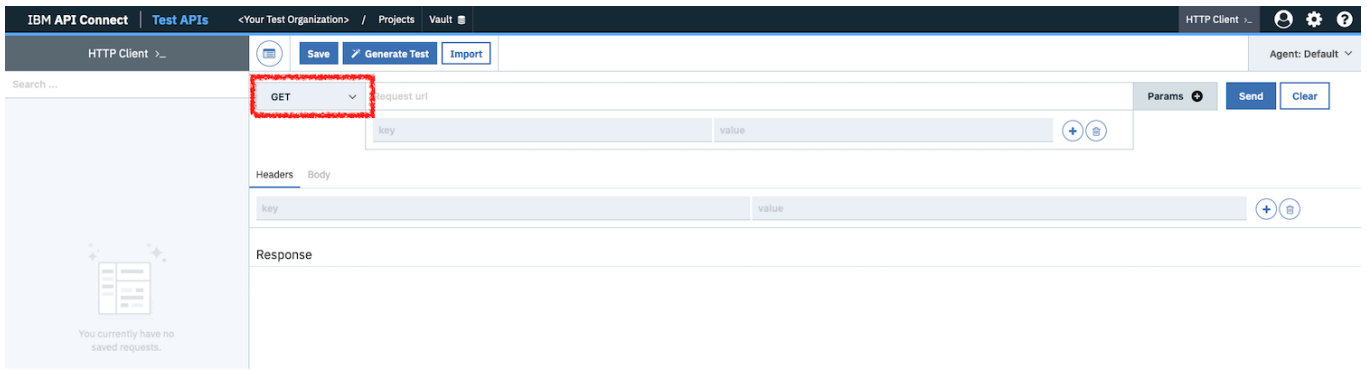 IBM API Connect | Test APIs <Your Test Organization> / Projects Vault HTTP Client >_
HTTP Client >_ Save Generate Test Import Agent: Default
Search ...
GET Request url Params Send Clear
key value
Headers Body
key value
Response
You currently have no
saved requests.